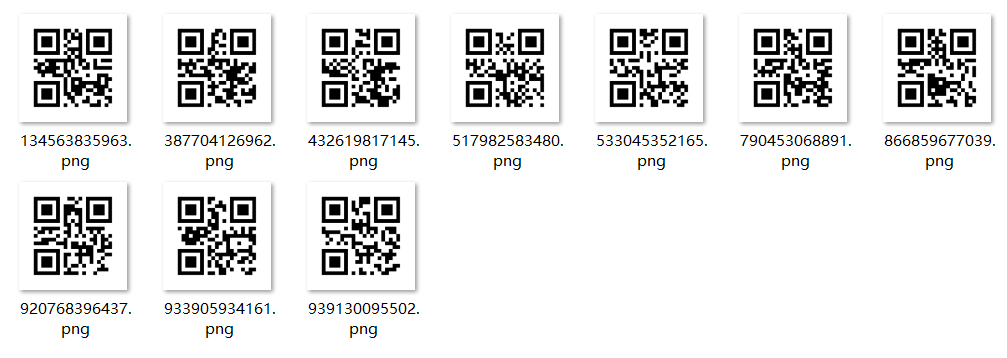 134563835963. 387704126962. 432619817145. 517982583480. 533045352165. 790453068891. 866859677039.
png png png png png png png
920768396437. 933905934161. 939130095502.
png png png